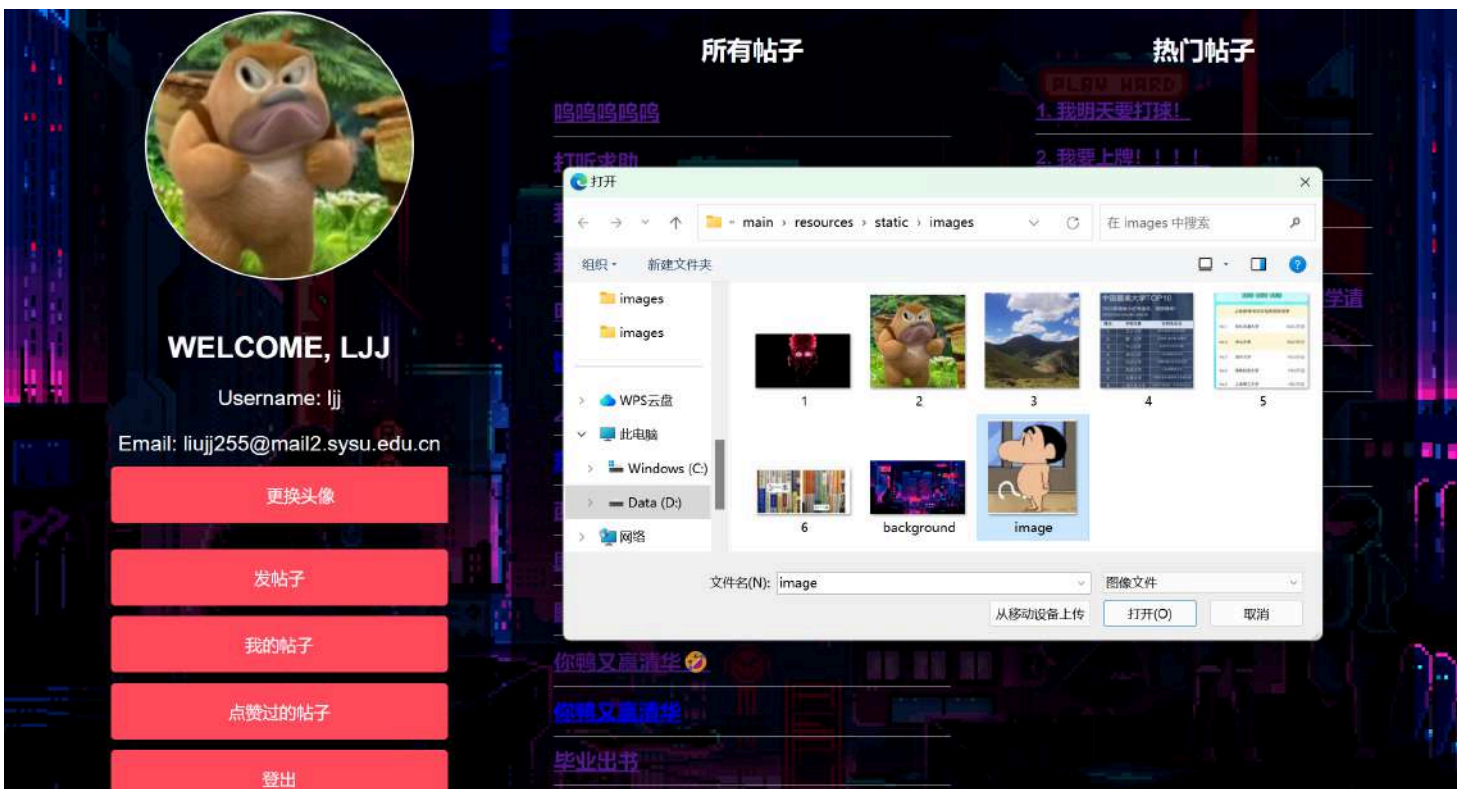 WELCOME, LJJ
Username: ljj
Email: liujj255@mail2.sysu.edu.cn
更换头像
发帖子
我的帖子
点赞过的帖子
登出
所有帖子
呜呜呜呜呜
打听求助
你鸭又赢清华🤣
你鸭又赢清华
毕业出书
热门帖子
PLAY HARD
1. 我明天要打球！
2. 我要上牌！！！！
学请
打开
main › resources › static › images
在 images 中搜索
组织
新建文件夹
images
images
WPS云盘
此电脑
Windows (C:)
Data (D:)
网络
1
2
3
4
5
6
background
image
文件名(N): image
图像文件
从移动设备上传
打开(O)
取消